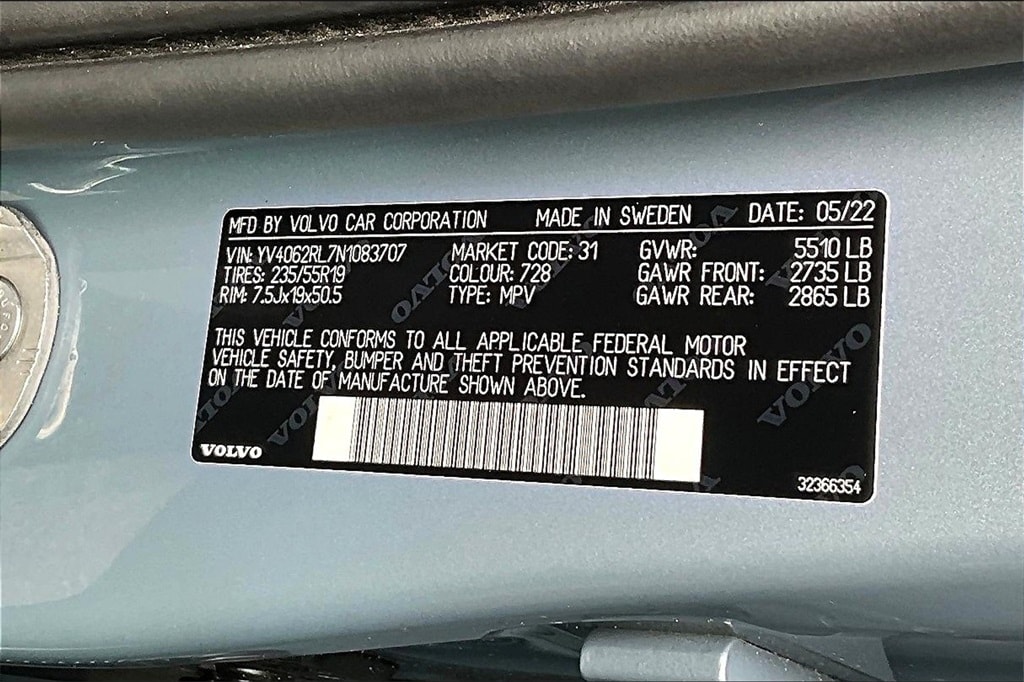 MFD BY VOLVO CAR CORPORATION MADE IN SWEDEN DATE: 05/22
VIN: YV4062RL7N1083707 MARKET CODE: 31 GVWR: 5510 LB
TIRES: 235/55R19 COLOUR: 728 GAWR FRONT: 2735 LB
RIM: 7.5Jx19x50.5 TYPE: MPV GAWR REAR: 2865 LB
THIS VEHICLE CONFORMS TO ALL APPLICABLE FEDERAL MOTOR
VEHICLE SAFETY, BUMPER AND THEFT PREVENTION STANDARDS IN EFFECT
ON THE DATE OF MANUFACTURE SHOWN ABOVE.
VOLVO
32366354